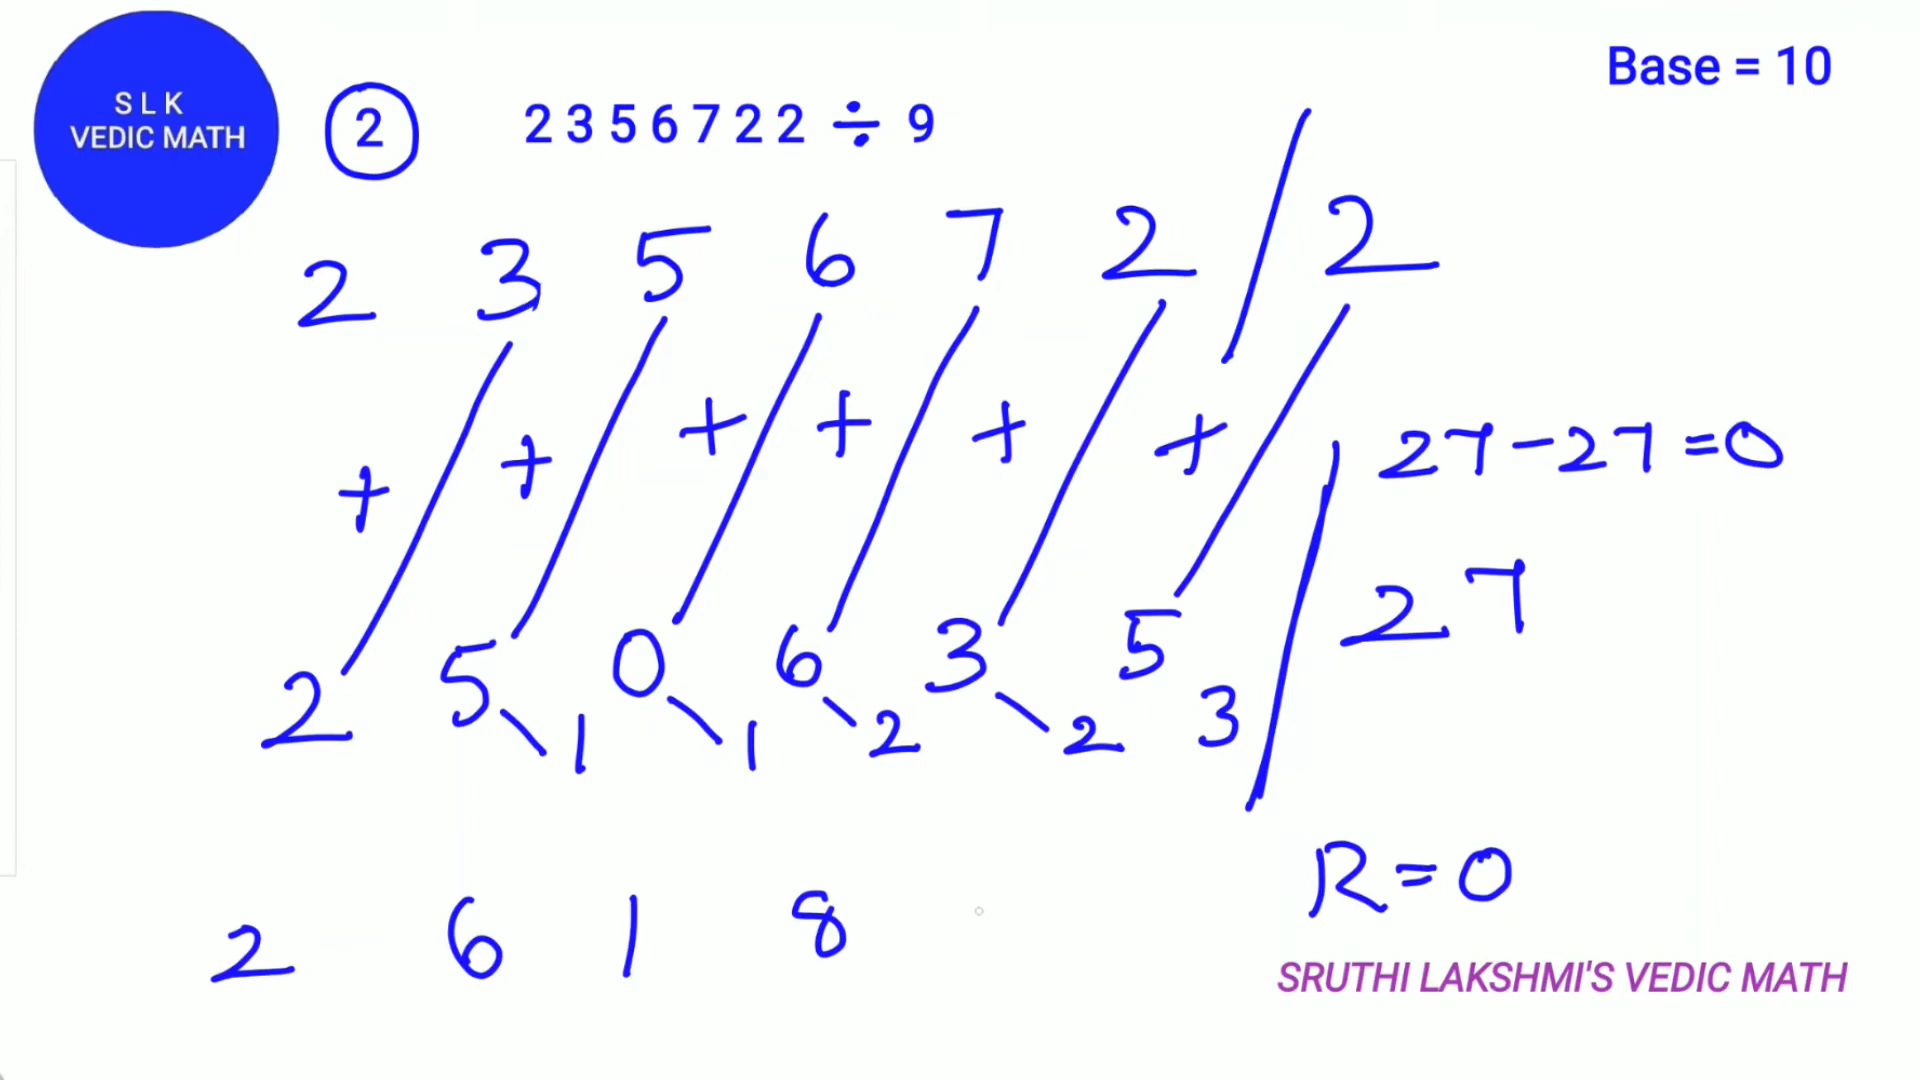 S L K
VEDIC MATH
Base = 10
2
2 3 5 6 7 2 2 ÷ 9
2 3 5 6 7 2 / 2
+ + + + + +
27 - 27 = 0
2 5 0 6 3 5 / 27
1 1 2 2 3
R = 0
2 6 1 8
SRUTHI LAKSHMI'S VEDIC MATH